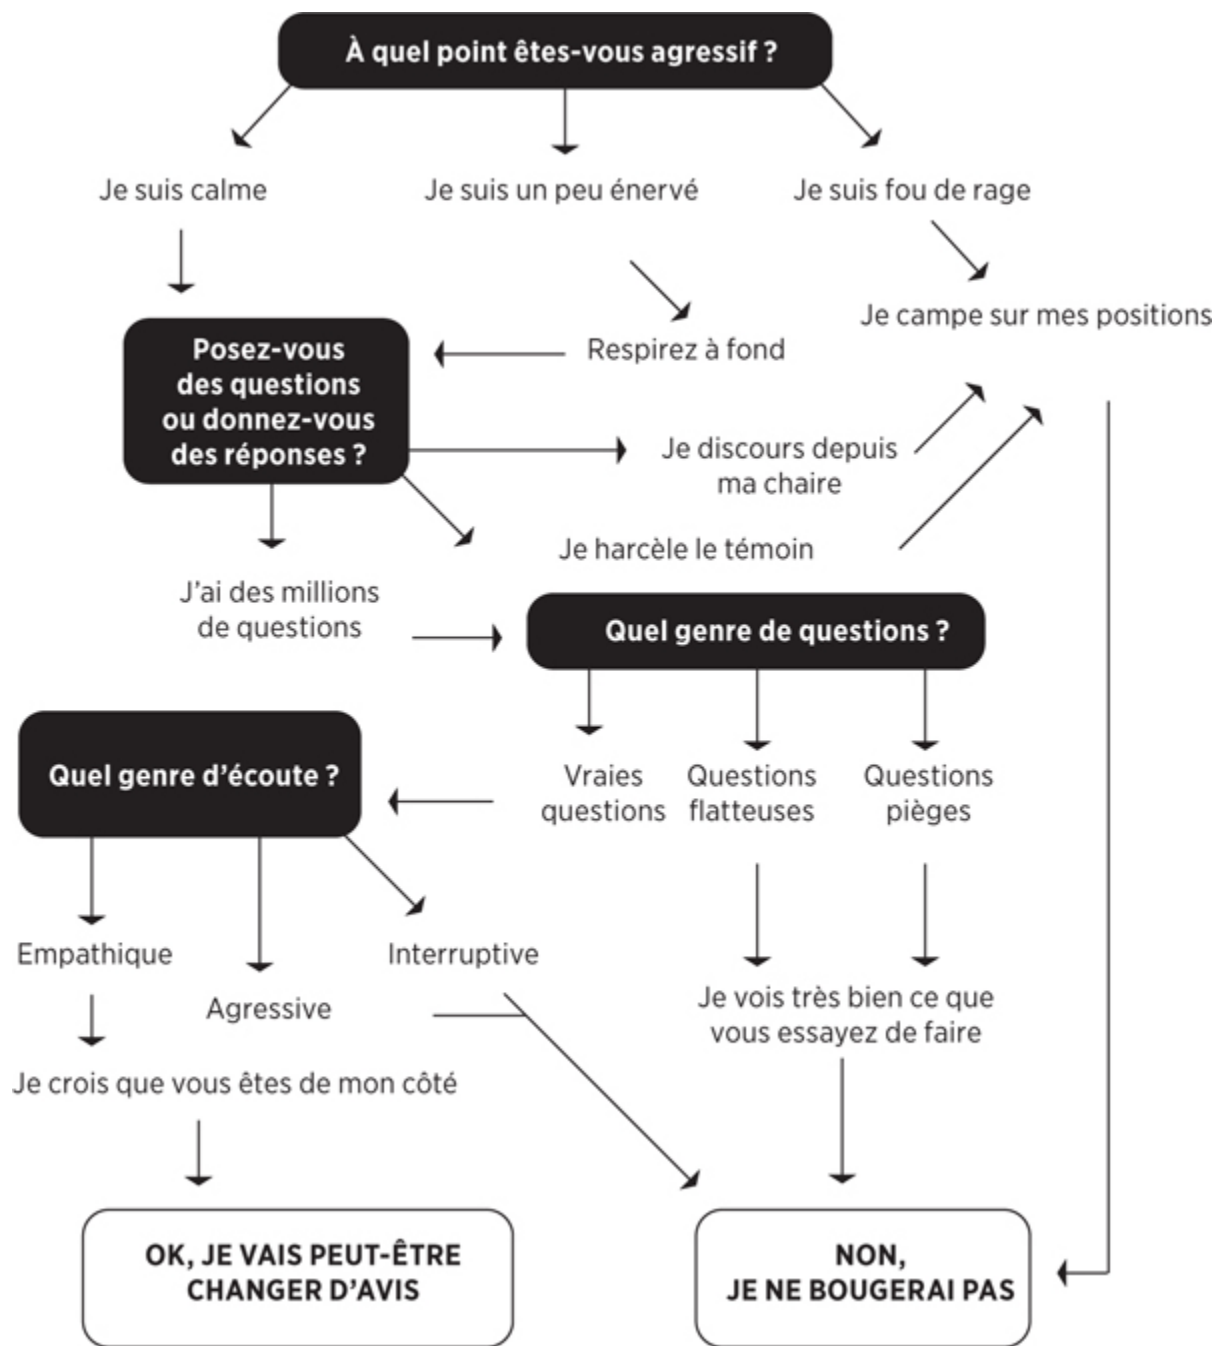 À quel point êtes-vous agressif ?
Je suis calme
Je suis un peu énervé
Je suis fou de rage
Je campe sur mes positions
Posez-vous
des questions
ou donnez-vous
des réponses ?
Respirez à fond
Je discours depuis
ma chaire
Je harcèle le témoin
J'ai des millions
de questions
Quel genre de questions ?
Quel genre d'écoute ?
Vraies
questions
Questions
flatteuses
Questions
pièges
Empathique
Agressive
Interruptive
Je vois très bien ce que
vous essayez de faire
Je crois que vous êtes de mon côté
OK, JE VAIS PEUT-ÊTRE
CHANGER D'AVIS
NON,
JE NE BOUGERAI PAS